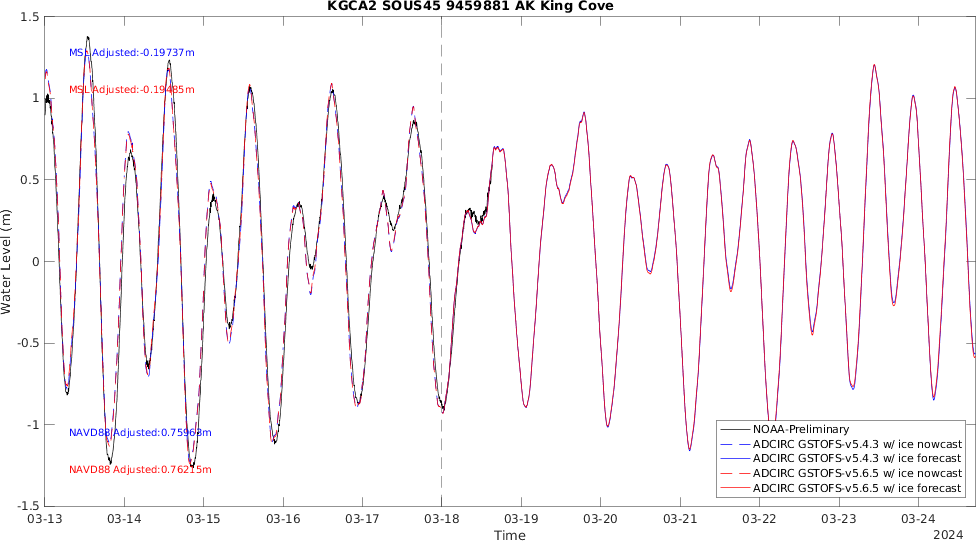 KGCA2 SOUS45 9459881 AK King Cove
1.5
1
0.5
0
-0.5
-1
-1.5
Water Level (m)
MSL Adjusted:-0.19737m
MSL Adjusted:-0.19485m
NAVD88 Adjusted:0.75963m
NAVD88 Adjusted:0.76215m
NOAA-Preliminary
ADCIRC GSTOFS-v5.4.3 w/ ice nowcast
ADCIRC GSTOFS-v5.4.3 w/ ice forecast
ADCIRC GSTOFS-v5.6.5 w/ ice nowcast
ADCIRC GSTOFS-v5.6.5 w/ ice forecast
03-13 03-14 03-15 03-16 03-17 03-18 03-19 03-20 03-21 03-22 03-23 03-24
Time
2024